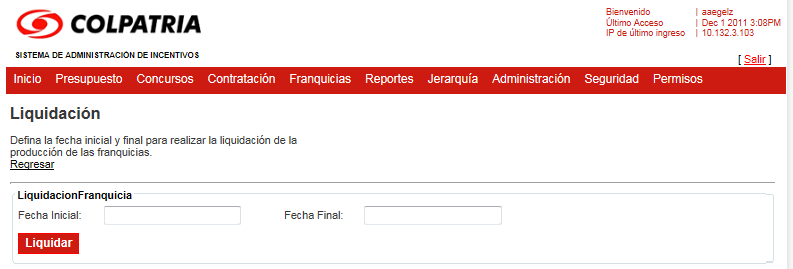 COLPATRIA
SISTEMA DE ADMINISTRACIÓN DE INCENTIVOS
Bienvenido | aaegelz
Último Acceso | Dec 1 2011 3:08PM
IP de último ingreso | 10.132.3.103
[ Salir ]
Inicio Presupuesto Concursos Contratación Franquicias Reportes Jerarquía Administración Seguridad Permisos
Liquidación
Defina la fecha inicial y final para realizar la liquidación de la
producción de las franquicias.
Regresar
LiquidacionFranquicia
Fecha Inicial: Fecha Final:
Liquidar